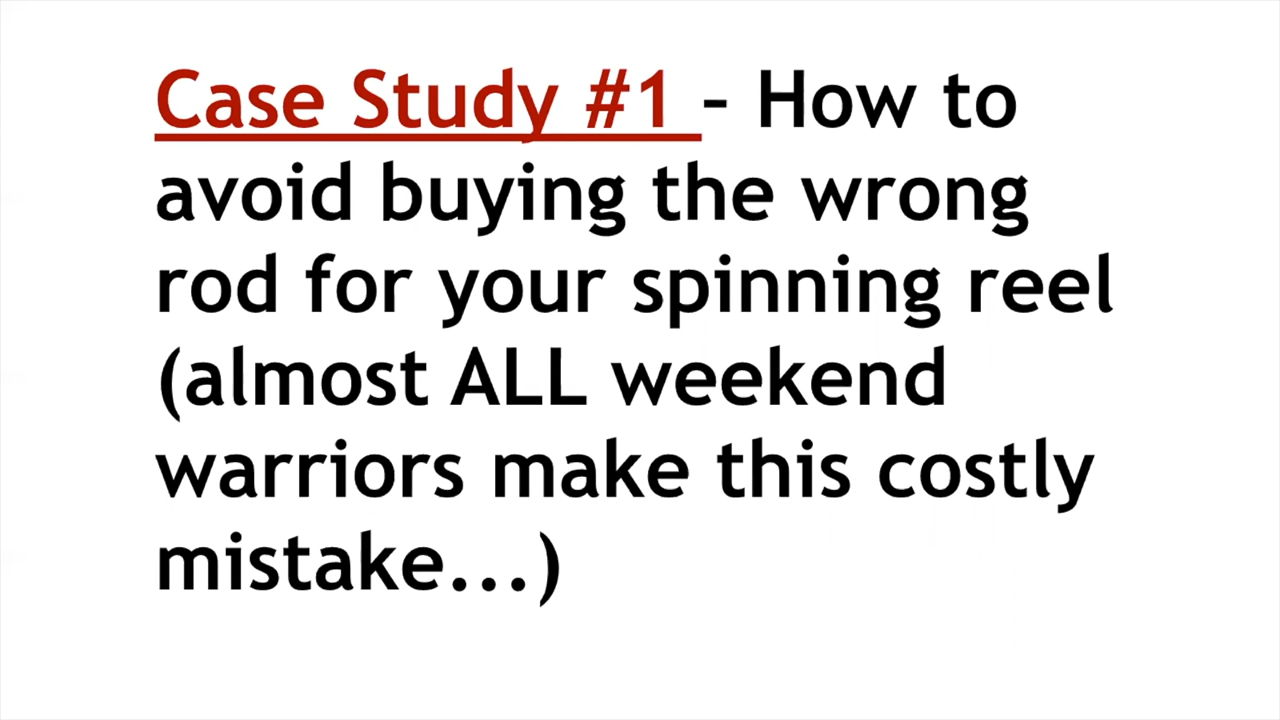 Case Study #1 – How to
avoid buying the wrong
rod for your spinning reel
(almost ALL weekend
warriors make this costly
mistake...)